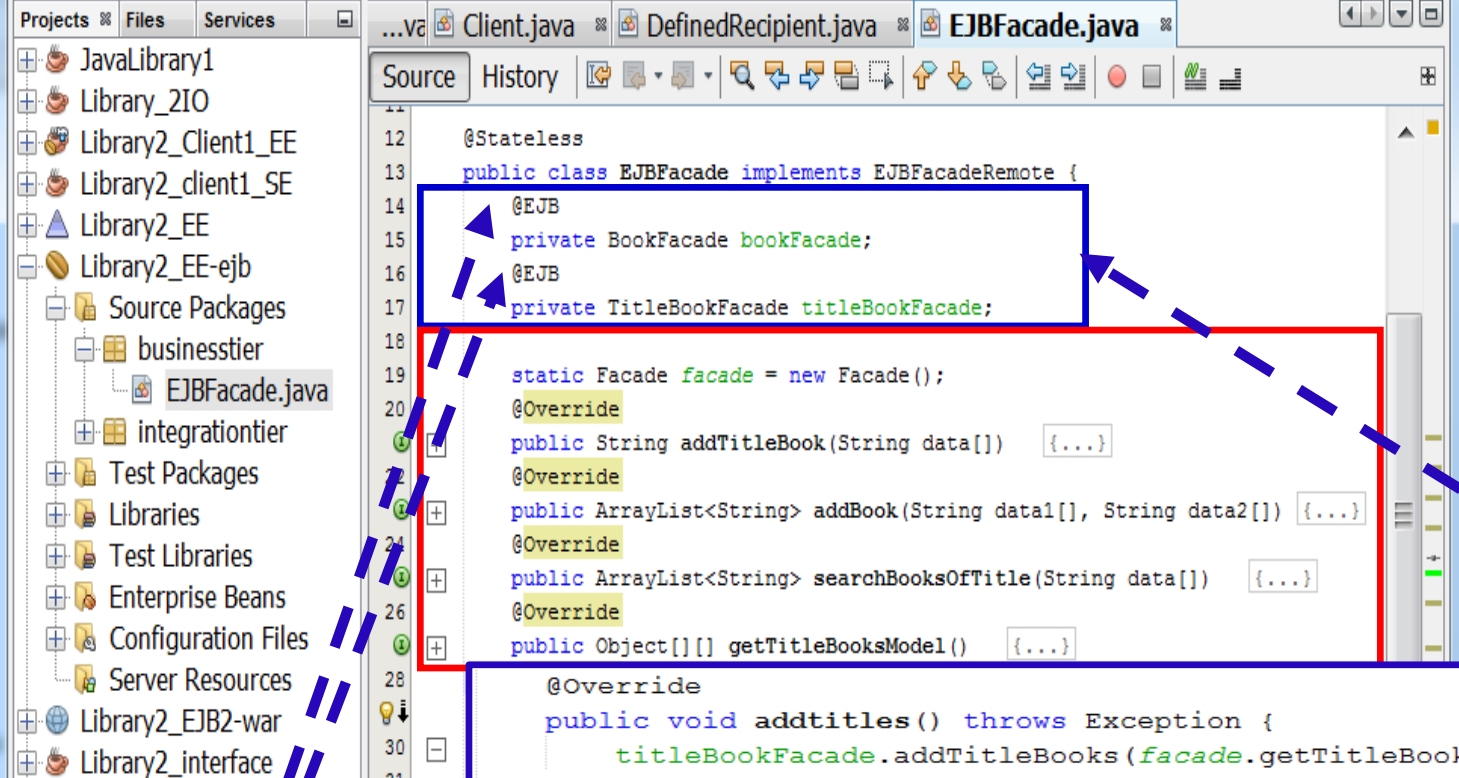 Projects Files Services
JavaLibrary1
Library_2IO
Library2_Client1_EE
Library2_client1_SE
Library2_EE
Library2_EE-ejb
Source Packages
businesstier
EJBFacade.java
integrationtier
Test Packages
Libraries
Test Libraries
Enterprise Beans
Configuration Files
Server Resources
Library2_EJB2-war
Library2_interface
...va Client.java DefinedRecipient.java EJBFacade.java
Source History
11
12 @Stateless
13 public class EJBFacade implements EJBFacadeRemote {
14 @EJB
15 private BookFacade bookFacade;
16 @EJB
17 private TitleBookFacade titleBookFacade;
18
19 static Facade facade = new Facade();
20 @Override
public String addTitleBook(String data[]) {...}
22 @Override
public ArrayList<String> addBook(String data1[], String data2[]) {...}
24 @Override
public ArrayList<String> searchBooksOfTitle(String data[]) {...}
26 @Override
public Object[][] getTitleBooksModel() {...}
28 @Override
public void addtitles() throws Exception {
30 titleBookFacade.addTitleBooks(facade.getTitleBook